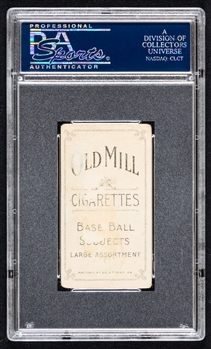 PROFESSIONAL
PSA
Sports
AUTHENTICATOR
A
DIVISION OF
COLLECTORS
UNIVERSE
NASDAQ: CLCT
OLD MILL
CIGARETTES
BASE BALL
SUBJECTS
LARGE ASSORTMENT